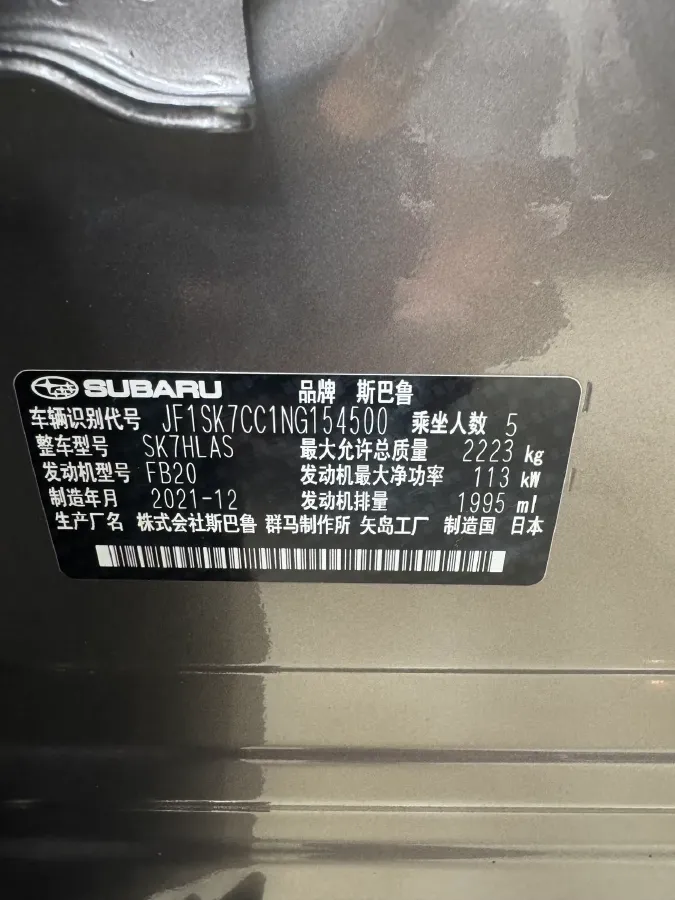 SUBARU 品牌 斯巴鲁
车辆识别代号 JF1SK7CC1NG154500 乘坐人数 5
整车型号 SK7HLAS 最大允许总质量 2223 kg
发动机型号 FB20 发动机最大净功率 113 kW
制造年月 2021-12 发动机排量 1995 ml
生产厂名 株式会社斯巴鲁 群马制作所 矢岛工厂 制造国 日本